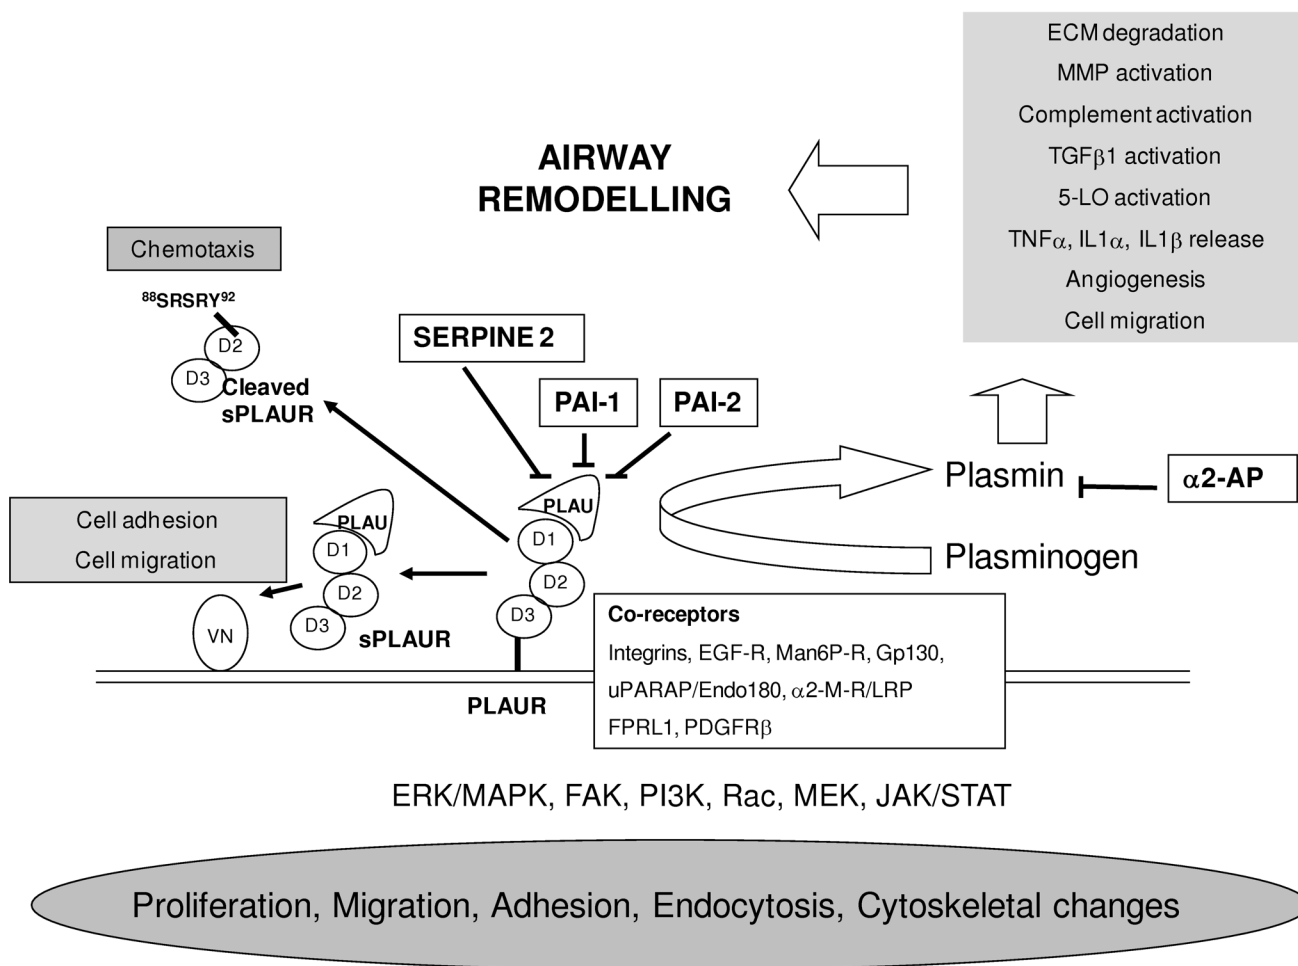 ECM degradation
MMP activation
Complement activation
TGFβ1 activation
5-LO activation
TNFα, IL1α, IL1β release
Angiogenesis
Cell migration
AIRWAY
REMODELLING
Chemotaxis
⁸⁸SRSRY⁹²
D2
D3
Cleaved
sPLAUR
SERPINE 2
PAI-1
PAI-2
Plasmin
α2-AP
Plasminogen
Cell adhesion
Cell migration
PLAU
D1
D2
D3
sPLAUR
VN
PLAU
D1
D2
D3
PLAUR
Co-receptors
Integrins, EGF-R, Man6P-R, Gp130,
uPARAP/Endo180, α2-M-R/LRP
FPRL1, PDGFRβ
ERK/MAPK, FAK, PI3K, Rac, MEK, JAK/STAT
Proliferation, Migration, Adhesion, Endocytosis, Cytoskeletal changes